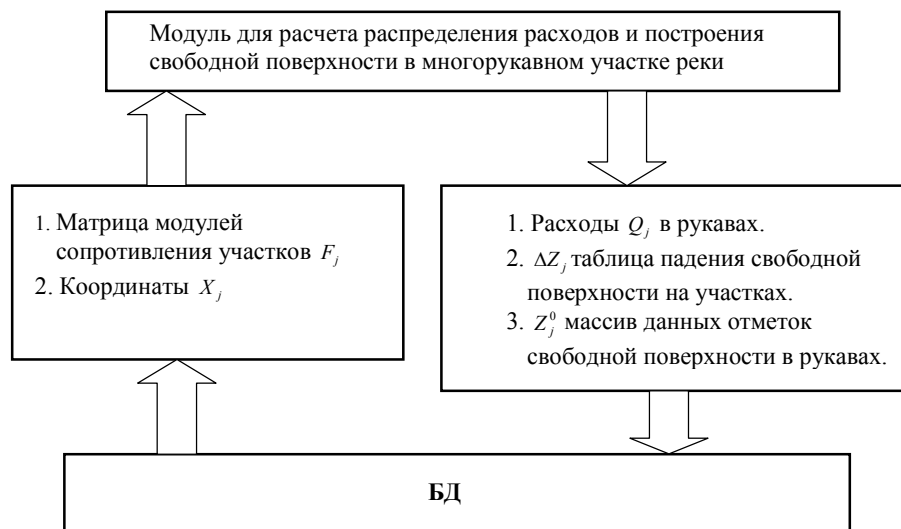 Модуль для расчета распределения расходов и построения
свободной поверхности в многорукавном участке реки
1. Матрица модулей
сопротивления участков F_j
2. Координаты X_j
1. Расходы Q_j в рукавах.
2. ΔZ_j таблица падения свободной
поверхности на участках.
3. Z_j^0 массив данных отметок
свободной поверхности в рукавах.
БД